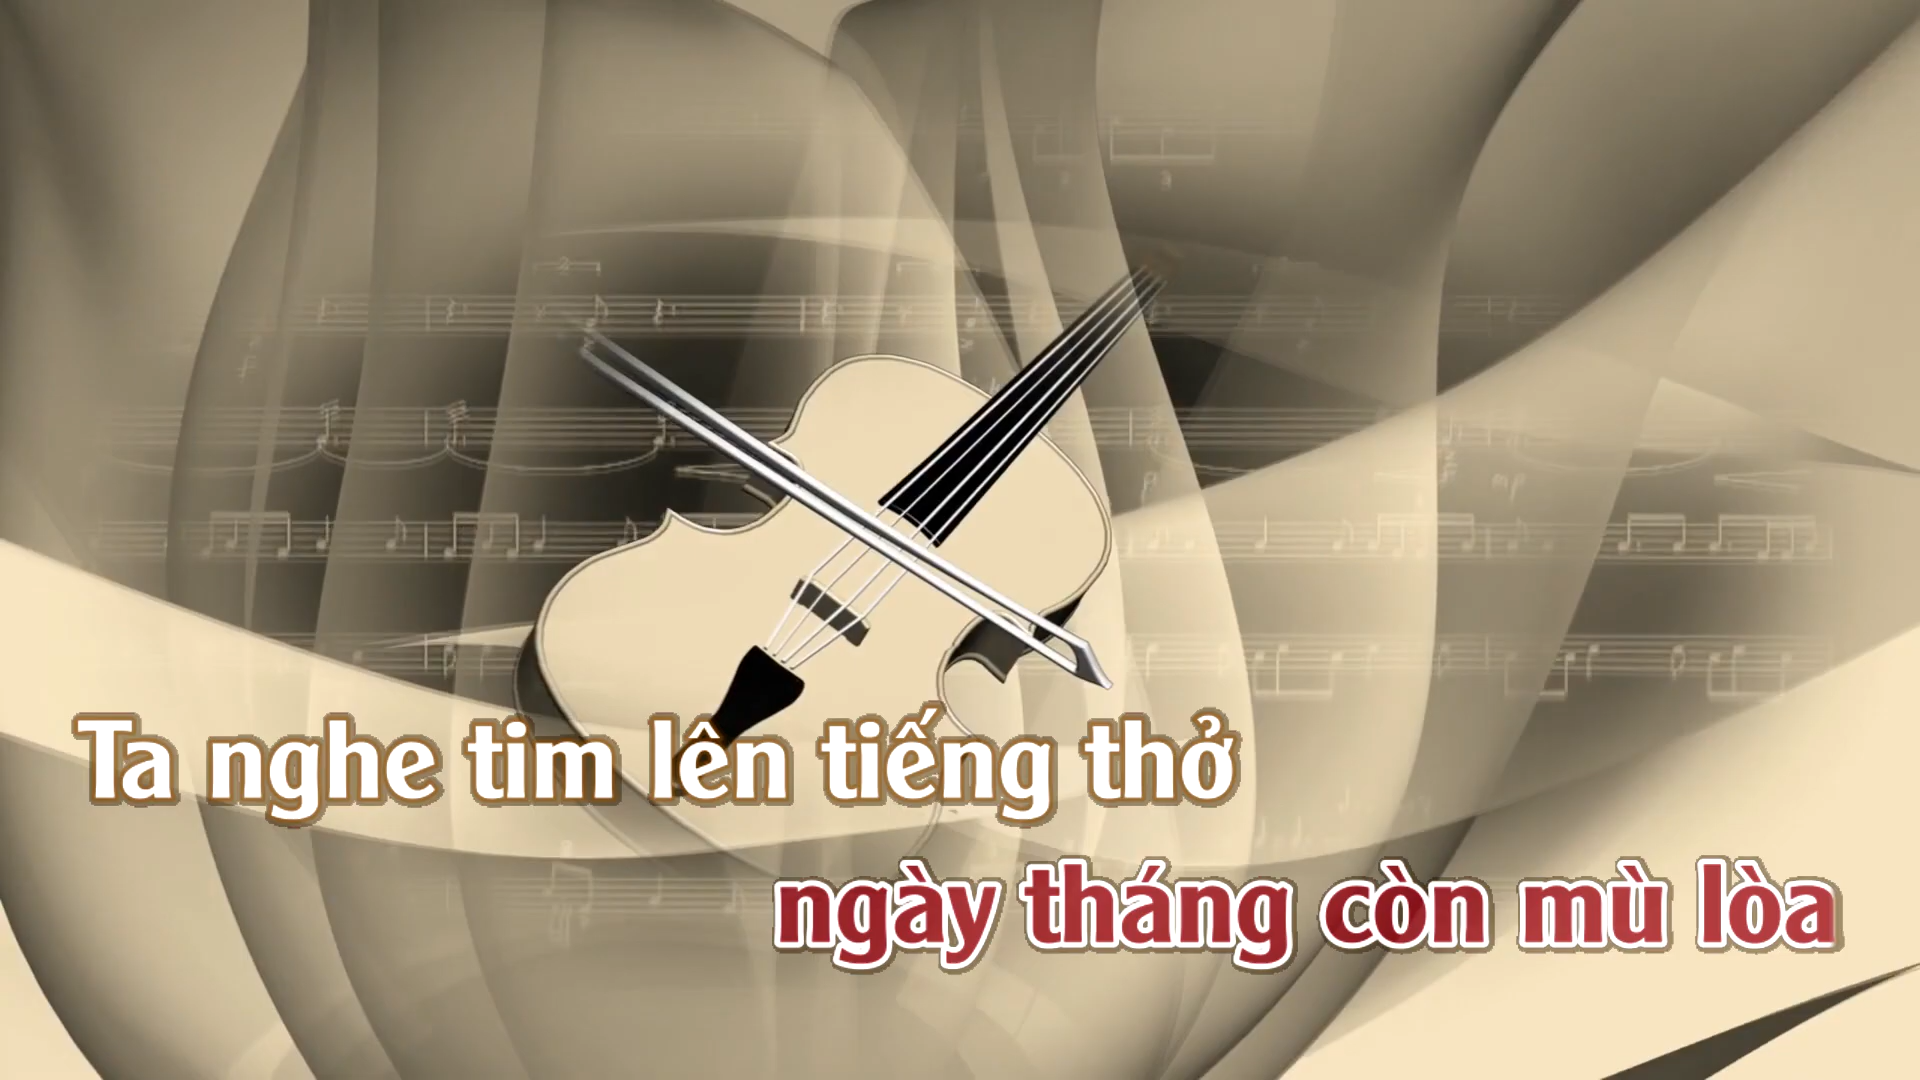 Ta nghe tim lên tiếng thở
ngày tháng còn mù lòa